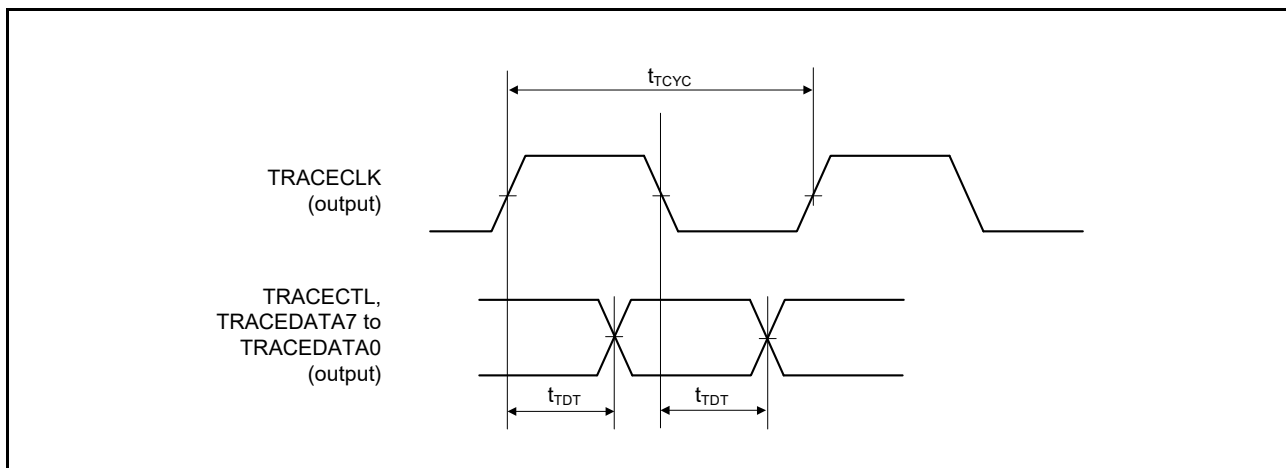 tTCYC
TRACECLK
(output)
TRACECTL,
TRACEDATA7 to
TRACEDATA0
(output)
tTDT
tTDT